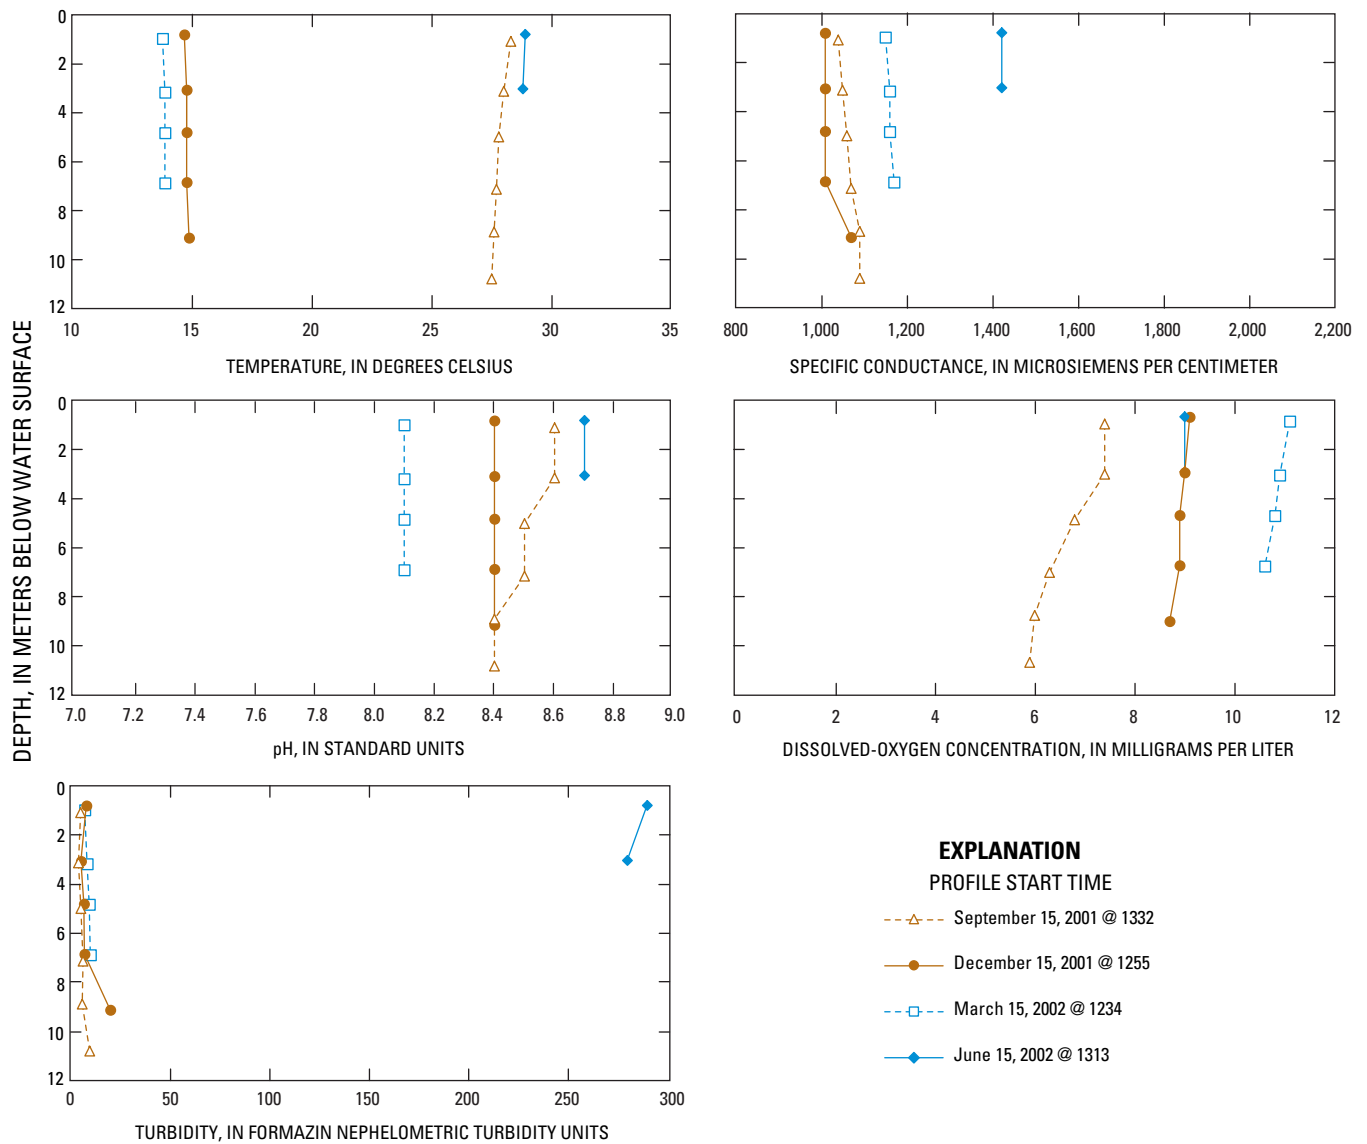 DEPTH, IN METERS BELOW WATER SURFACE
0
2
4
6
8
10
12
10 15 20 25 30 35
TEMPERATURE, IN DEGREES CELSIUS
800 1,000 1,200 1,400 1,600 1,800 2,000 2,200
SPECIFIC CONDUCTANCE, IN MICROSIEMENS PER CENTIMETER
0
2
4
6
8
10
12
7.0 7.2 7.4 7.6 7.8 8.0 8.2 8.4 8.6 8.8 9.0
pH, IN STANDARD UNITS
0 2 4 6 8 10 12
DISSOLVED-OXYGEN CONCENTRATION, IN MILLIGRAMS PER LITER
0
2
4
6
8
10
12
0 50 100 150 200 250 300
TURBIDITY, IN FORMAZIN NEPHELOMETRIC TURBIDITY UNITS
EXPLANATION
PROFILE START TIME
September 15, 2001 @ 1332
December 15, 2001 @ 1255
March 15, 2002 @ 1234
June 15, 2002 @ 1313